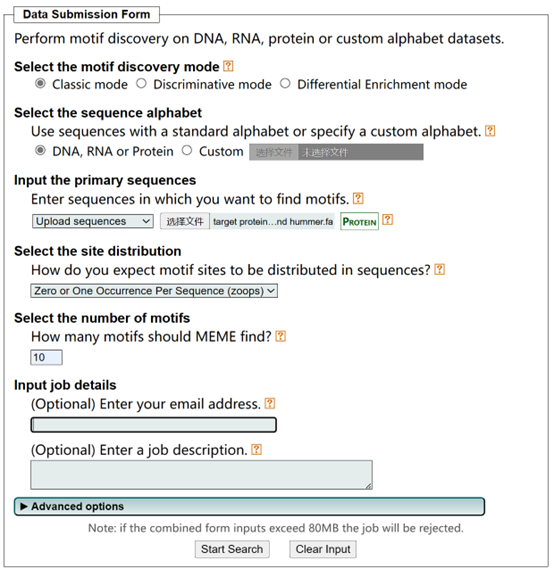 Data Submission Form
Perform motif discovery on DNA, RNA, protein or custom alphabet datasets.
Select the motif discovery mode ?
Classic mode Discriminative mode Differential Enrichment mode
Select the sequence alphabet
Use sequences with a standard alphabet or specify a custom alphabet. ?
DNA, RNA or Protein Custom 选择文件 未选择文件
Input the primary sequences
Enter sequences in which you want to find motifs. ?
Upload sequences 选择文件 target protein...nd hummer.fa PROTEIN ?
Select the site distribution
How do you expect motif sites to be distributed in sequences? ?
Zero or One Occurrence Per Sequence (zoops)
Select the number of motifs
How many motifs should MEME find? ?
10
Input job details
(Optional) Enter your email address. ?
(Optional) Enter a job description. ?
Advanced options
Note: if the combined form inputs exceed 80MB the job will be rejected.
Start Search Clear Input